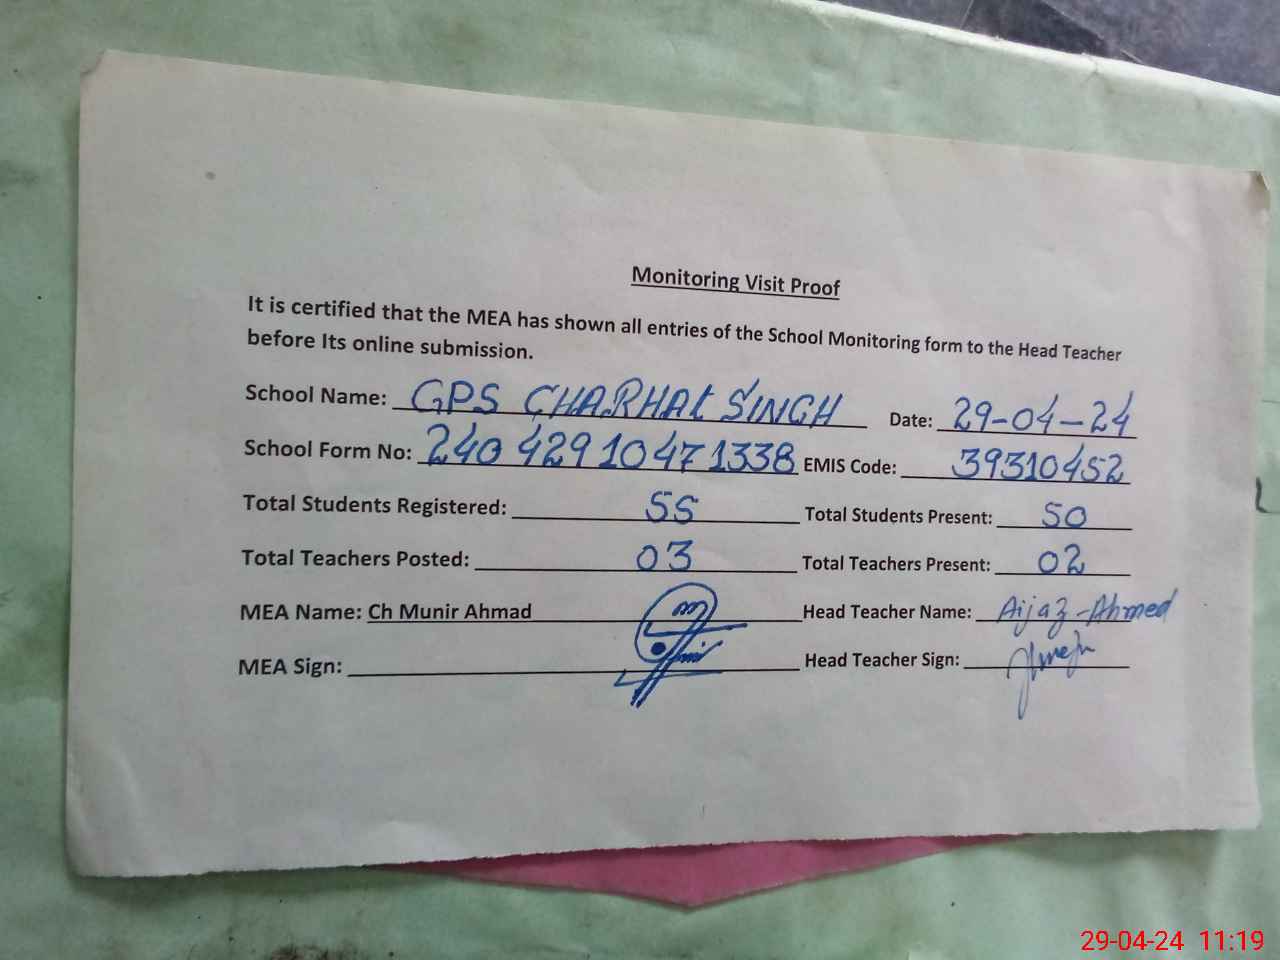 Monitoring Visit Proof
It is certified that the MEA has shown all entries of the School Monitoring form to the Head Teacher
before Its online submission.
School Name: GPS CHARHAt SINGH Date: 29-04-24
School Form No: 240 429 10471338 EMIS Code: 39310452
Total Students Registered: 55 Total Students Present: 50
Total Teachers Posted: 03 Total Teachers Present: 02
MEA Name: Ch Munir Ahmad Head Teacher Name: Aijaz-Ahmed
MEA Sign: Head Teacher Sign:
29-04-24 11:19